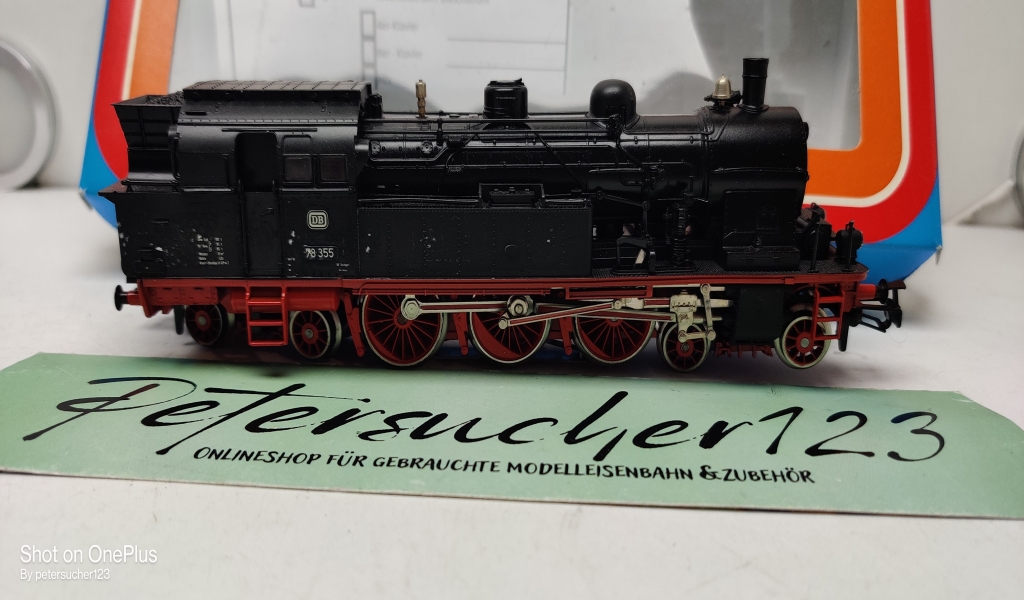 DB
78 355
Petersucher123
ONLINESHOP FÜR GEBRAUCHTE MODELLEISENBAHN & ZUBEHÖR
Shot on OnePlus
By petersucher123